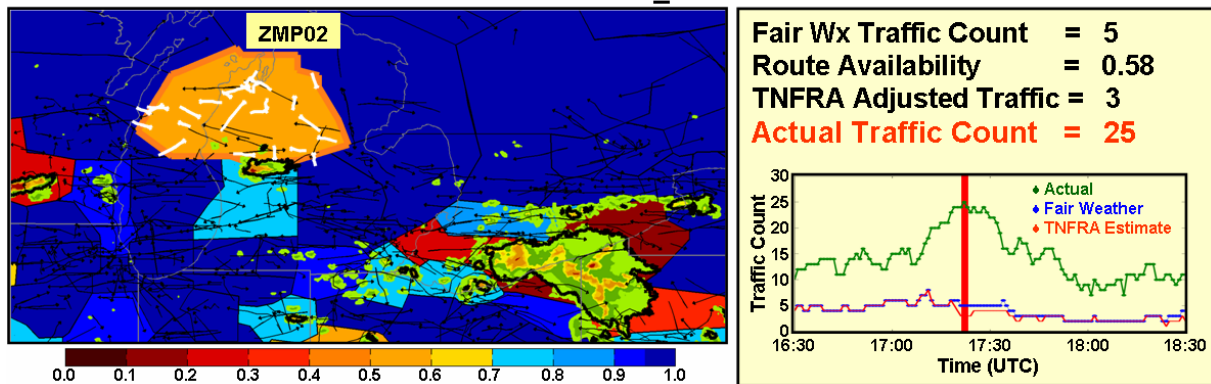 ZMP02
0.0 0.1 0.2 0.3 0.4 0.5 0.6 0.7 0.8 0.9 1.0
Fair Wx Traffic Count = 5
Route Availability = 0.58
TNFRA Adjusted Traffic = 3
Actual Traffic Count = 25
Traffic Count
30
25
20
15
10
5
0
Actual
Fair Weather
TNFRA Estimate
16:30 17:00 17:30 18:00 18:30
Time (UTC)